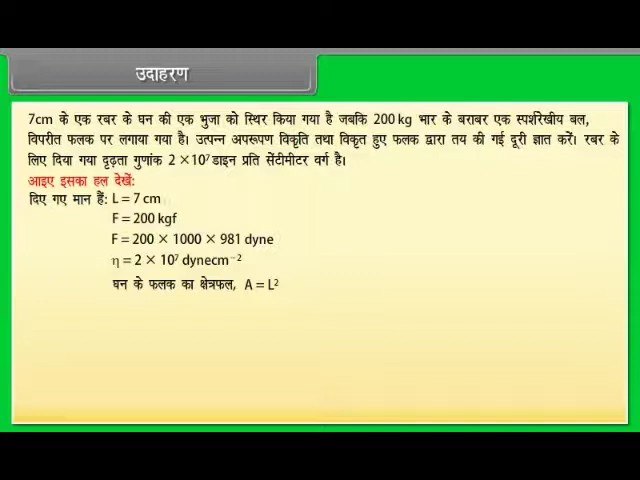 उदाहरण
7cm के एक रबर के घन की एक भुजा को स्थिर किया गया है जबकि 200 kg भार के बराबर एक स्पर्शरेखीय बल,
विपरीत फलक पर लगाया गया है। उत्पन्न अपरूपण विकृति तथा विकृत हुए फलक द्वारा तय की गई दूरी ज्ञात करें। रबर के
लिए दिया गया दृढ़ता गुणांक 2 × 10⁷ डाइन प्रति सेंटीमीटर वर्ग है।
आइए इसका हल देखें:
दिए गए मान हैं: L = 7 cm
F = 200 kgf
F = 200 × 1000 × 981 dyne
η = 2 × 10⁷ dynecm⁻²
घन के फलक का क्षेत्रफल, A = L²